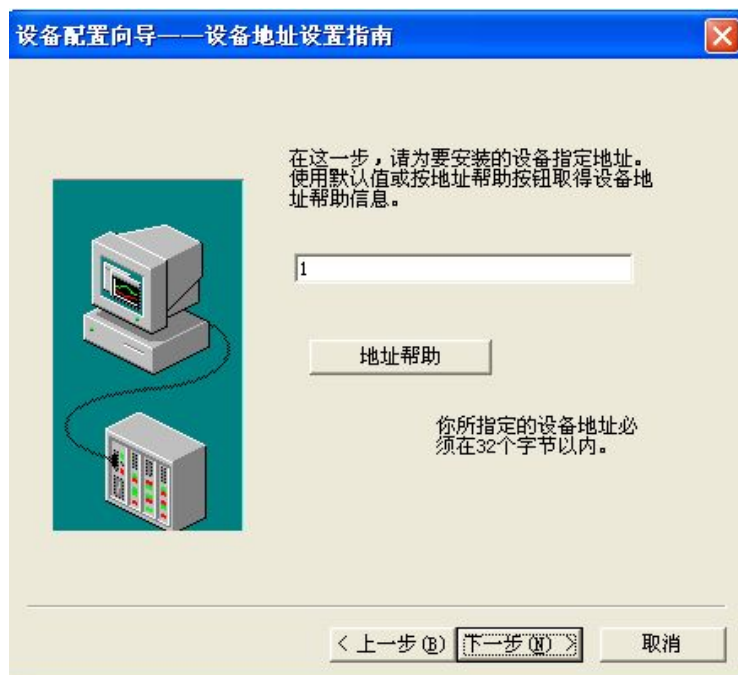 设备配置向导——设备地址设置指南
在这一步，请为要安装的设备指定地址。
使用默认值或按地址帮助按钮取得设备地
址帮助信息。
1
地址帮助
你所指定的设备地址必
须在32个字节以内。
< 上一步(B) 下一步(N) > 取消